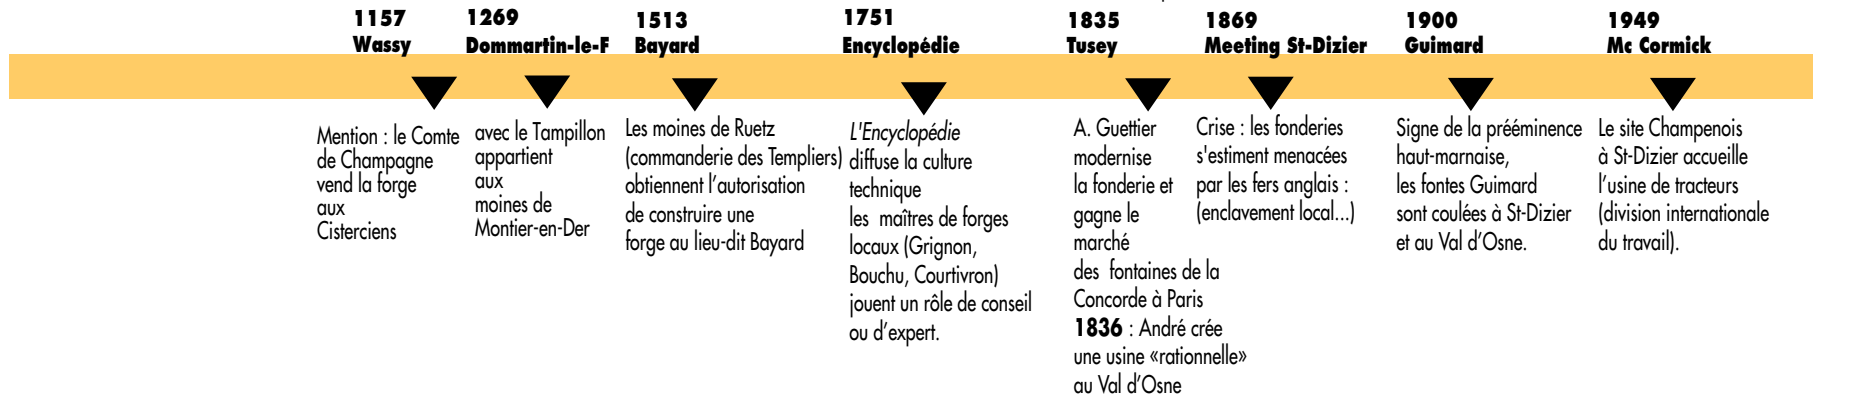 1157
Wassy
Mention : le Comte
de Champagne
vend la forge
aux
Cisterciens
1269
Dommartin-le-F
avec le Tampillon
appartient
aux
moines de
Montier-en-Der
1513
Bayard
Les moines de Ruetz
(commanderie des Templiers)
obtiennent l'autorisation
de construire une
forge au lieu-dit Bayard
1751
Encyclopédie
L'Encyclopédie
diffuse la culture
technique
les maîtres de forges
locaux (Grignon,
Bouchu, Courtivron)
jouent un rôle de conseil
ou d'expert.
1835
Tusey
A. Guettier
modernise
la fonderie et
gagne le
marché
des fontaines de la
Concorde à Paris
1836 : André crée
une usine «rationnelle»
au Val d'Osne
1869
Meeting St-Dizier
Crise : les fonderies
s'estiment menacées
par les fers anglais :
(enclavement local...)
1900
Guimard
Signe de la prééminence
haut-marnaise,
les fontes Guimard
sont coulées à St-Dizier
et au Val d'Osne.
1949
Mc Cormick
Le site Champenois
à St-Dizier accueille
l'usine de tracteurs
(division internationale
du travail).